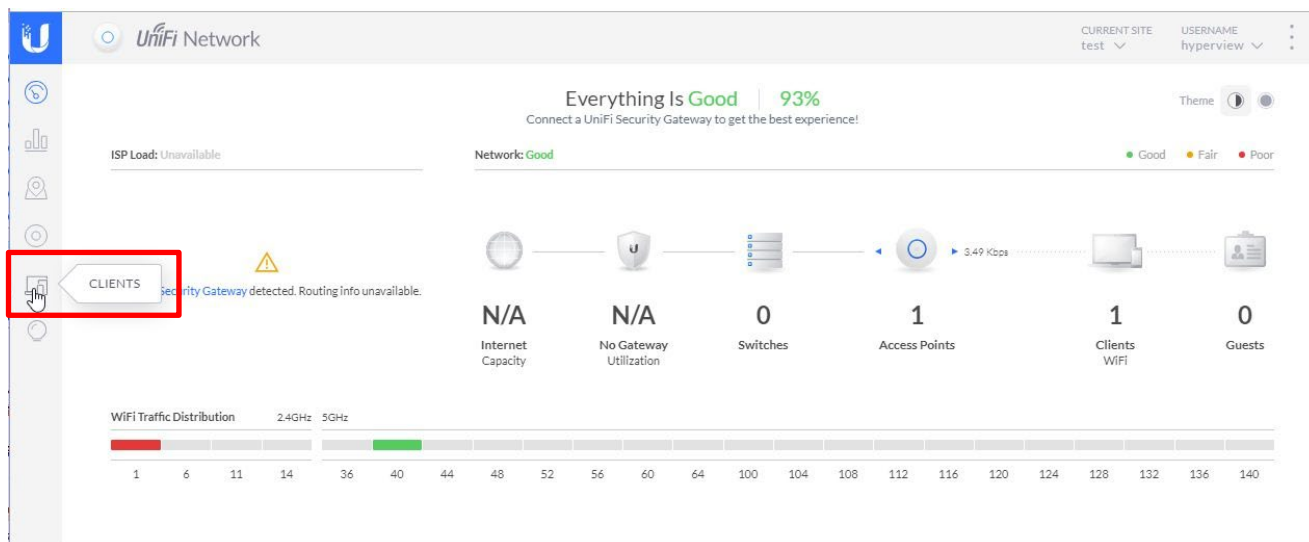 UniFi Network
CURRENT SITE
test
USERNAME
hyperview
Everything Is Good 93%
Connect a UniFi Security Gateway to get the best experience!
Theme
ISP Load: Unavailable
Network: Good
Good Fair Poor
3.49 Kbps
CLIENTS
Security Gateway detected. Routing info unavailable.
N/A N/A 0 1 1 0
Internet No Gateway Switches Access Points Clients Guests
Capacity Utilization WiFi
WiFi Traffic Distribution 2.4GHz 5GHz
1 6 11 14 36 40 44 48 52 56 60 64 100 104 108 112 116 120 124 128 132 136 140